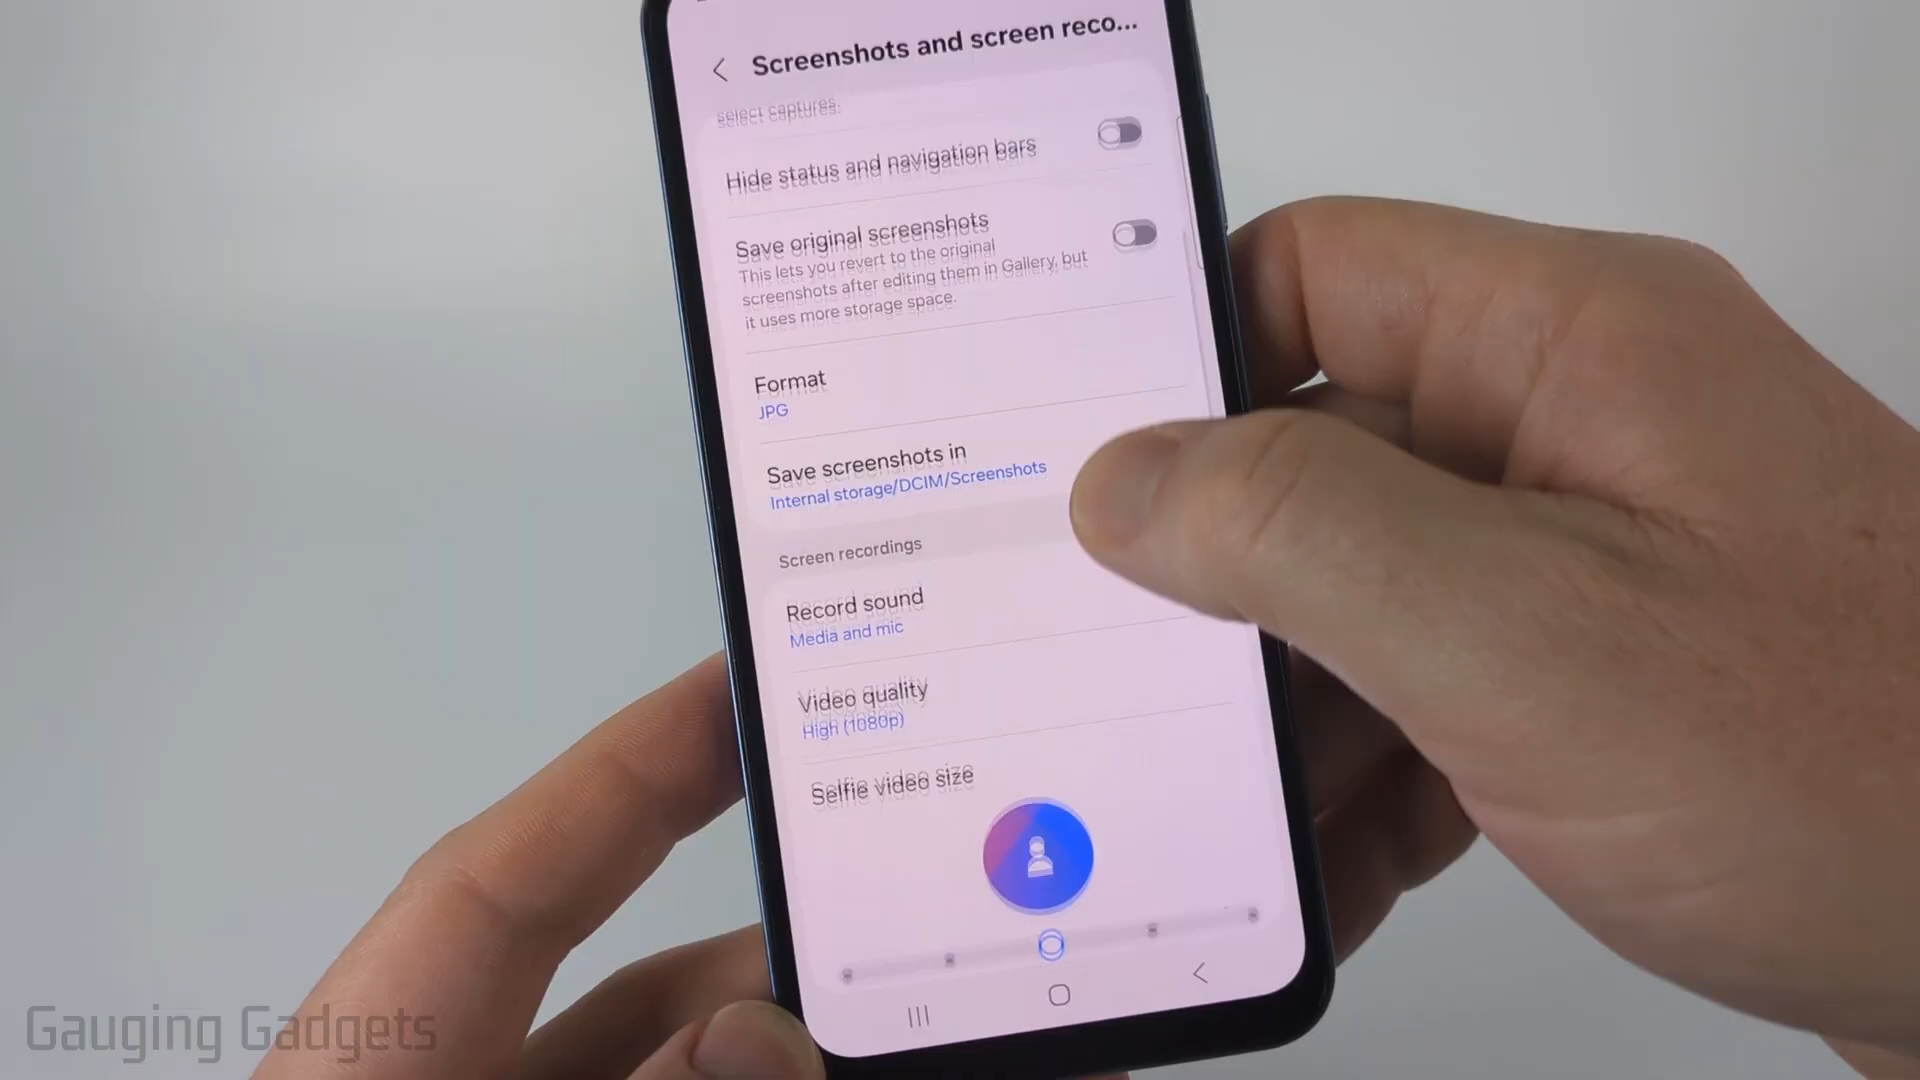 Screenshots and screen reco...
select captures.
Hide status and navigation bars
Save original screenshots
This lets you revert to the original
screenshots after editing them in Gallery, but
it uses more storage space.
Format
JPG
Save screenshots in
Internal storage/DCIM/Screenshots
Screen recordings
Record sound
Media and mic
Video quality
High (1080p)
Selfie video size
Gauging Gadgets